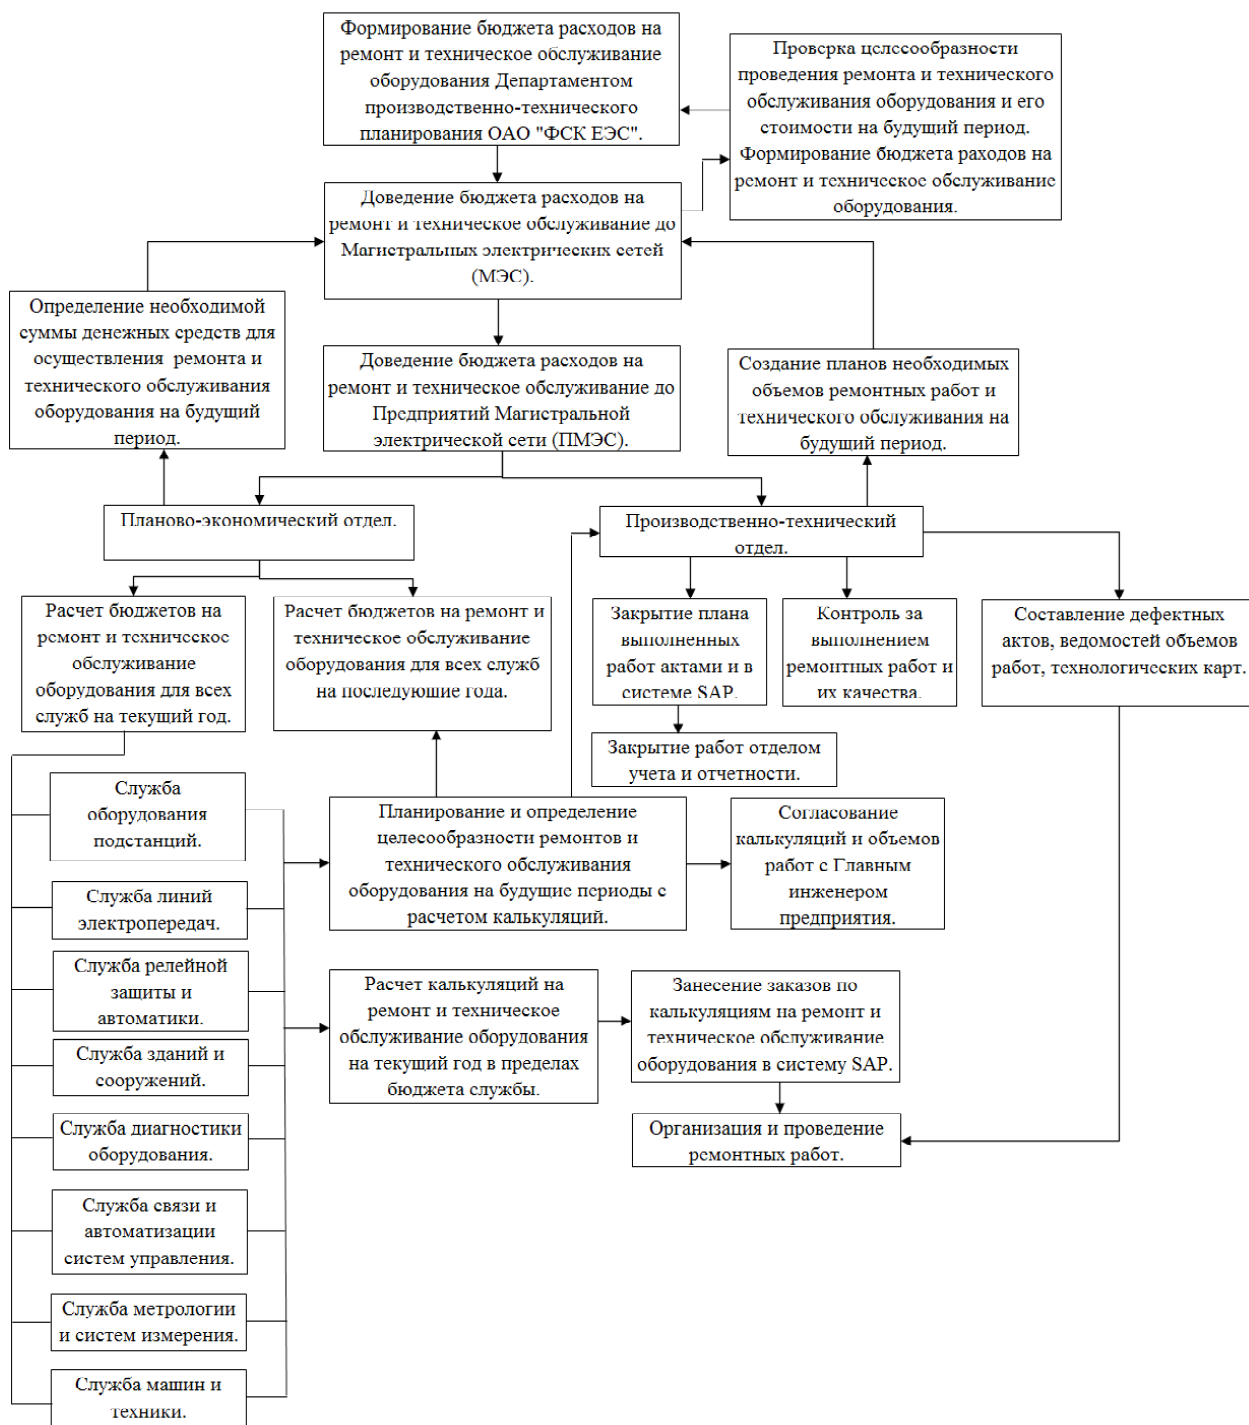 Формирование бюджета расходов на
ремонт и техническое обслуживание
оборудования Департаментом
производственно-технического
планирования ОАО "ФСК ЕЭС".
Проверка целесообразности
проведения ремонта и технического
обслуживания оборудования и его
стоимости на будущий период.
Формирование бюджета раходов на
ремонт и техническое обслуживание
оборудования.
Доведение бюджета расходов на
ремонт и техническое обслуживание до
Магистральных электрических сетей
(МЭС).
Определение необходимой
суммы денежных средств для
осуществления ремонта и
технического обслуживания
оборудования на будущий
период.
Доведение бюджета расходов на
ремонт и техническое обслуживание до
Предприятий Магистральной
электрической сети (ПМЭС).
Создание планов необходимых
объемов ремонтных работ и
технического обслуживания на
будущий период.
Планово-экономический отдел.
Производственно-технический
отдел.
Расчет бюджетов на
ремонт и техническое
обслуживание
оборудования для всех
служб на текущий год.
Расчет бюджетов на ремонт и
техническое обслуживание
оборудования для всех служб
на последующие года.
Закрытие плана
выполненных
работ актами и в
системе SAP.
Контроль за
выполнением
ремонтных работ и
их качества.
Составление дефектных
актов, ведомостей объемов
работ, технологических карт.
Закрытие работ отделом
учета и отчетности.
Служба
оборудования
подстанций.
Планирование и определение
целесообразности ремонтов и
технического обслуживания
оборудования на будущие периоды с
расчетом калькуляций.
Согласование
калькуляций и объемов
работ с Главным
инженером
предприятия.
Служба линий
электропередач.
Служба релейной
защиты и
автоматики.
Расчет калькуляций на
ремонт и техническое
обслуживание оборудования
на текущий год в пределах
бюджета службы.
Занесение заказов по
калькуляциям на ремонт и
техническое обслуживание
оборудования в систему SAP.
Служба зданий и
сооружений.
Служба диагностики
оборудования.
Организация и проведение
ремонтных работ.
Служба связи и
автоматизации
систем управления.
Служба метрологии
и систем измерения.
Служба машин и
техники.